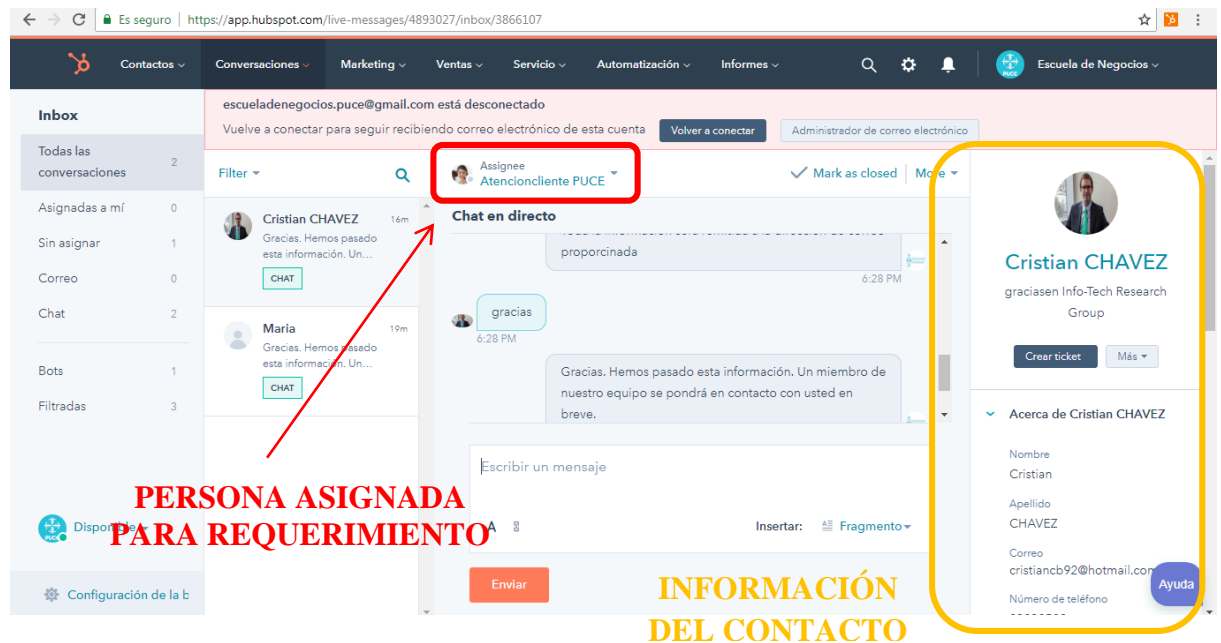 Es seguro | https://app.hubspot.com/live-messages/4893027/inbox/3866107
Contactos
Conversaciones
Marketing
Ventas
Servicio
Automatización
Informes
Escuela de Negocios
Inbox
Todas las
conversaciones
2
Asignadas a mí
0
Sin asignar
1
Correo
0
Chat
2
Bots
1
Filtradas
3
Configuración de la b
escueladenegocios.puce@gmail.com está desconectado
Vuelve a conectar para seguir recibiendo correo electrónico de esta cuenta
Volver a conectar
Administrador de correo electrónico
Filter
Cristian CHAVEZ
16m
Gracias. Hemos pasado
esta información. Un...
CHAT
Maria
19m
Gracias. Hemos pasado
esta información. Un...
CHAT
Assignee
Atencioncliente PUCE
Mark as closed
More
Chat en directo
proporcinada
6:28 PM
gracias
6:28 PM
Gracias. Hemos pasado esta información. Un miembro de
nuestro equipo se pondrá en contacto con usted en
breve.
Escribir un mensaje
A
Insertar:
Fragmento
Enviar
Cristian CHAVEZ
graciasen Info-Tech Research
Group
Crear ticket
Más
Acerca de Cristian CHAVEZ
Nombre
Cristian
Apellido
CHAVEZ
Correo
cristiancb92@hotmail.com
Número de teléfono
Ayuda
PERSONA ASIGNADA
PARA REQUERIMIENTO
INFORMACIÓN
DEL CONTACTO